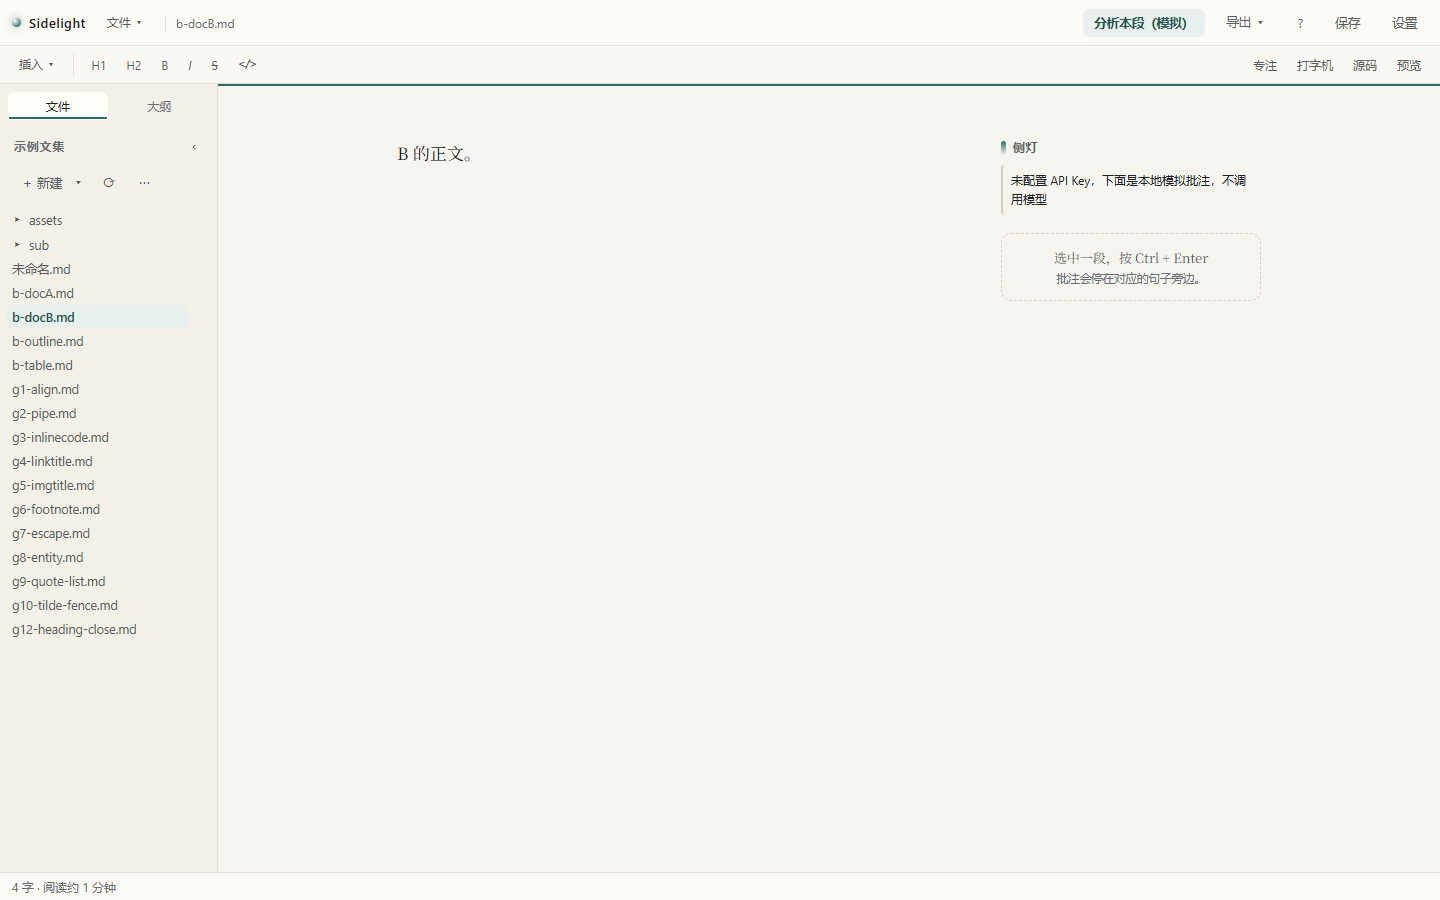 Sidelight 文件 b-docB.md 分析本段（模拟） 导出 ? 保存 设置
插入 H1 H2 B I S </> 专注 打字机 源码 预览
文件 大纲
示例文集
+ 新建 ...
assets
sub
未命名.md
b-docA.md
b-docB.md
b-outline.md
b-table.md
g1-align.md
g2-pipe.md
g3-inlinecode.md
g4-linktitle.md
g5-imgtitle.md
g6-footnote.md
g7-escape.md
g8-entity.md
g9-quote-list.md
g10-tilde-fence.md
g12-heading-close.md
B 的正文。
侧灯
未配置 API Key，下面是本地模拟批注，不调
用模型
选中一段，按 Ctrl + Enter
批注会停在对应的句子旁边。
4 字 · 阅读约 1 分钟